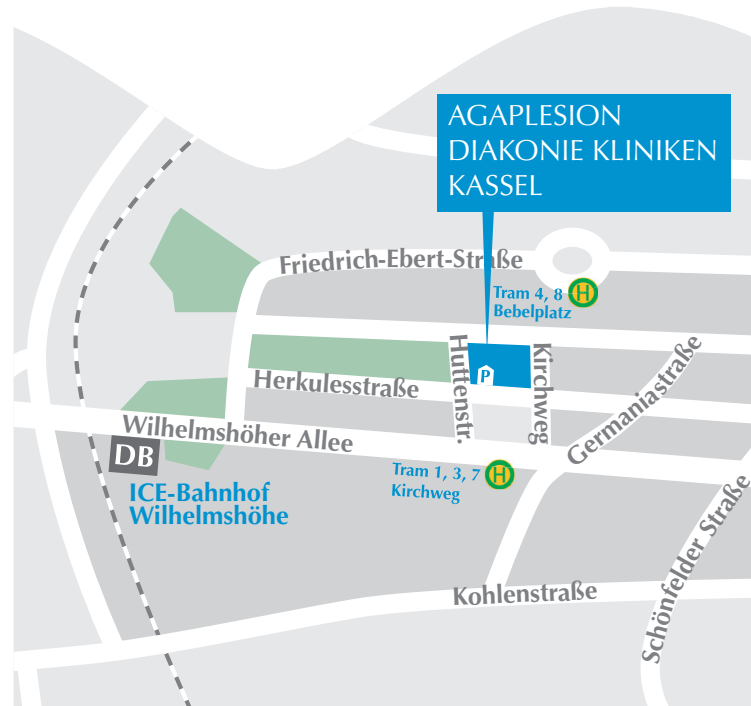 AGAPLESION
DIAKONIE KLINIKEN
KASSEL
Friedrich-Ebert-Straße
Tram 4, 8 H
Bebelplatz
Huttenstr.
Kirchweg
P
Germaniastraße
Herkulesstraße
Wilhelmshöher Allee
DB
ICE-Bahnhof
Wilhelmshöhe
Tram 1, 3, 7 H
Kirchweg
Kohlenstraße
Schönfelder Straße